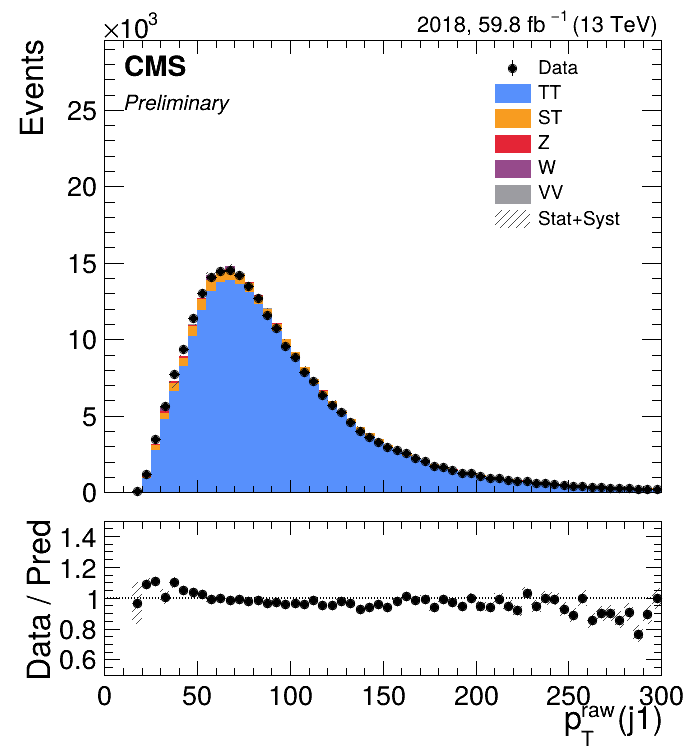 ×10³
2018, 59.8 fb⁻¹ (13 TeV)
Events
CMS
Preliminary
Data
TT
ST
Z
W
VV
Stat+Syst
25
20
15
10
5
0
Data / Pred
1.4
1.2
1
0.8
0.6
0 50 100 150 200 250 300
p_T^raw(j1)